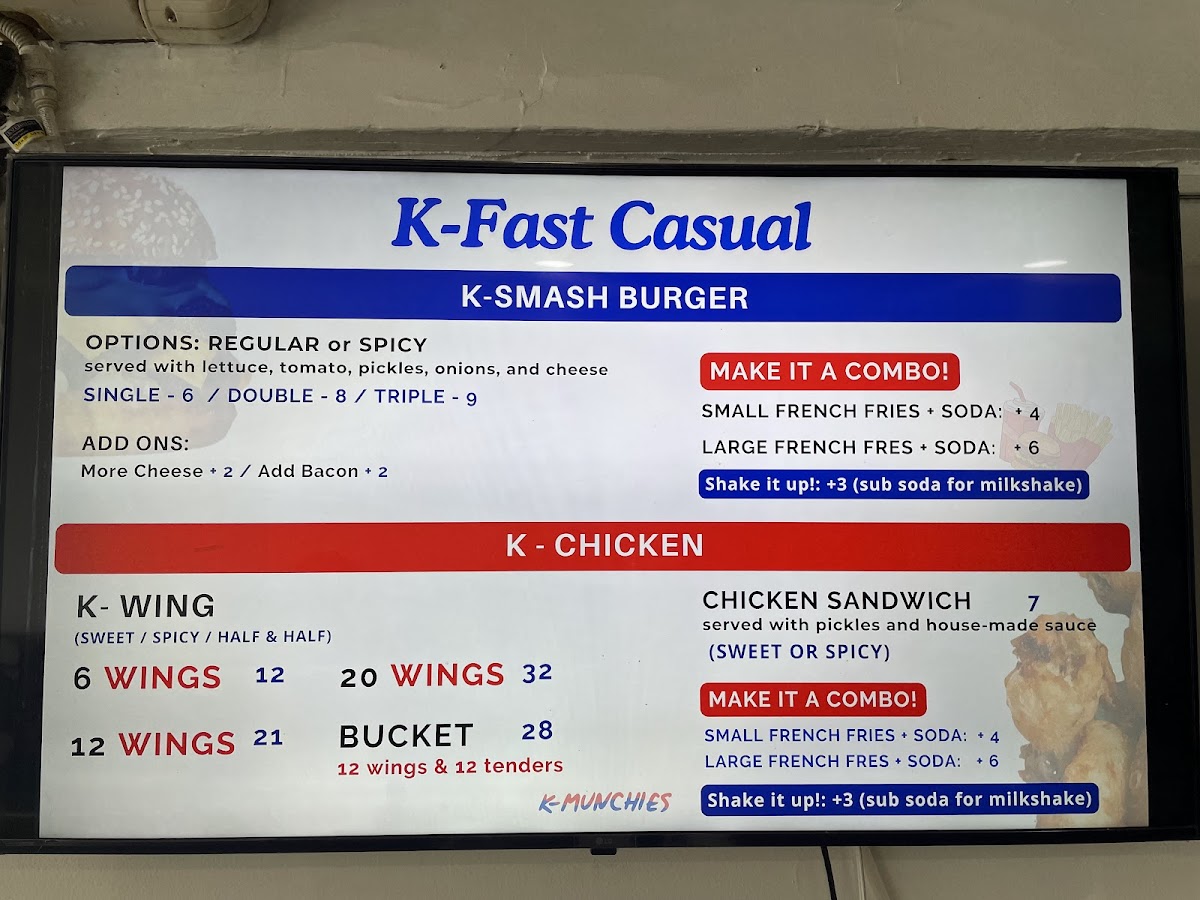 K-Fast Casual
K-SMASH BURGER
OPTIONS: REGULAR or SPICY
served with lettuce, tomato, pickles, onions, and cheese
SINGLE - 6 / DOUBLE - 8 / TRIPLE - 9
ADD ONS:
More Cheese + 2 / Add Bacon + 2
MAKE IT A COMBO!
SMALL FRENCH FRIES + SODA: + 4
LARGE FRENCH FRES + SODA: + 6
Shake it up!: +3 (sub soda for milkshake)
K - CHICKEN
K- WING
(SWEET / SPICY / HALF & HALF)
6 WINGS 12
20 WINGS 32
12 WINGS 21
BUCKET 28
12 wings & 12 tenders
K-MUNCHIES
CHICKEN SANDWICH 7
served with pickles and house-made sauce
(SWEET OR SPICY)
MAKE IT A COMBO!
SMALL FRENCH FRIES + SODA: + 4
LARGE FRENCH FRES + SODA: + 6
Shake it up!: +3 (sub soda for milkshake)
LG